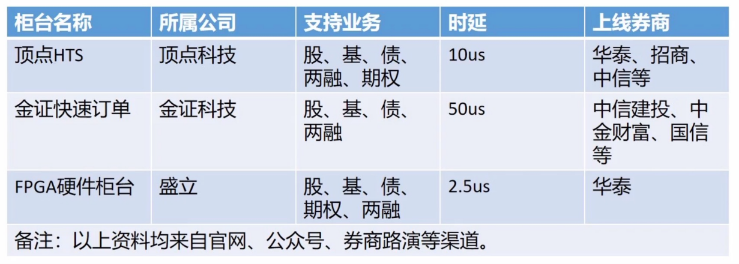 柜台名称 所属公司 支持业务 时延 上线券商
顶点HTS 顶点科技 股、基、债、 10us 华泰、招商、
两融、期权 中信等
金证快速订单 金证科技 股、基、债、 50us 中信建投、中
两融 金财富、国信
等
FPGA硬件柜台 盛立 股、基、债、 2.5us 华泰
期权、两融
备注：以上资料均来自官网、公众号、券商路演等渠道。